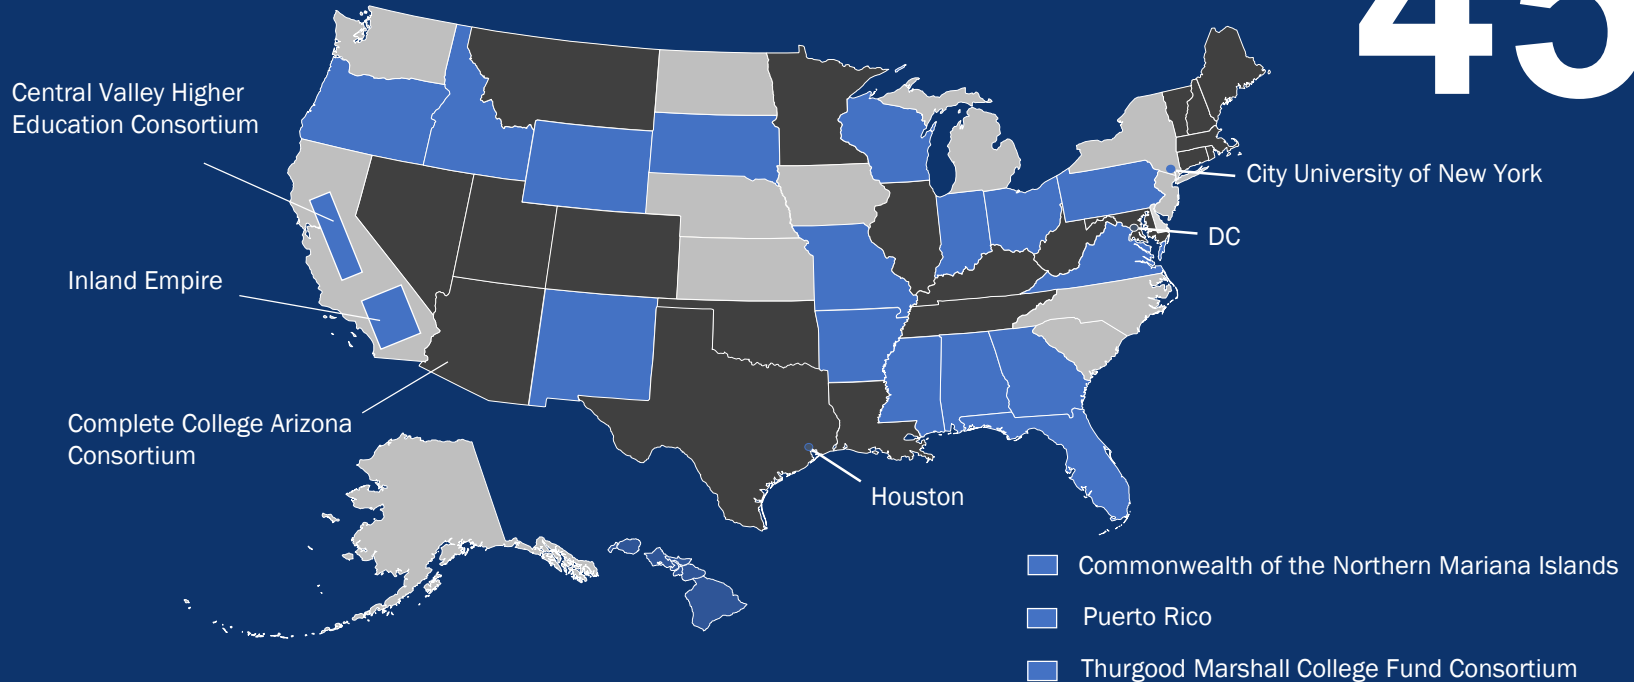 45
Central Valley Higher
Education Consortium
City University of New York
DC
Inland Empire
Complete College Arizona
Consortium
Houston
Commonwealth of the Northern Mariana Islands
Puerto Rico
Thurgood Marshall College Fund Consortium